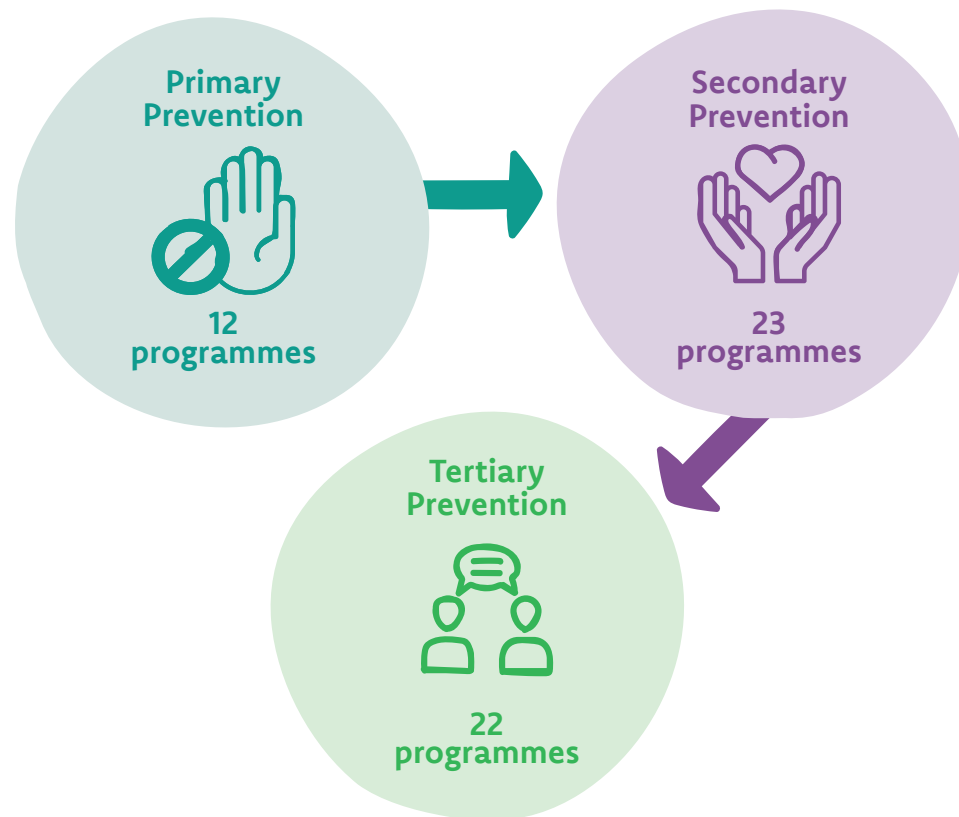 Primary
Prevention
12
programmes
Secondary
Prevention
23
programmes
Tertiary
Prevention
22
programmes